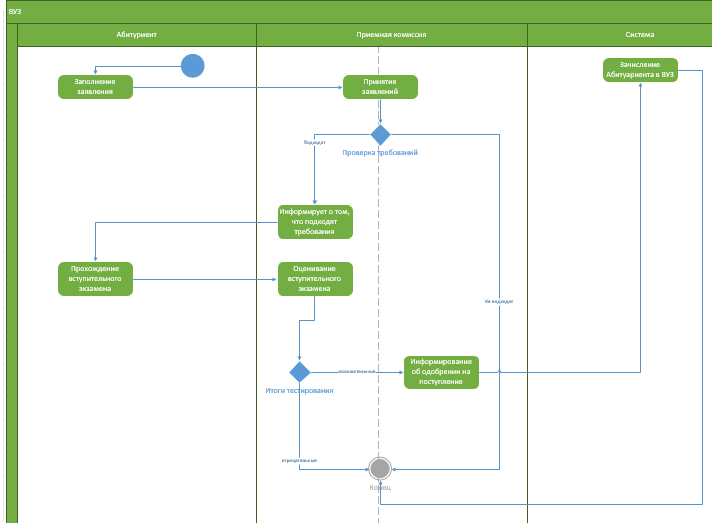 ВУЗ
Абитуриент
Приемная комиссия
Система
Заполнение
заявления
Принятие
заявлений
Зачисление
Абитуриента в ВУЗ
Проверка требований
Подходят
Информирует о том,
что подходят
требования
Прохождение
вступительного
экзамена
Оценивание
вступительного
экзамена
Не подходят
Итоги тестирования
положительные
Информирование
об одобрении на
поступление
отрицательные
Конец